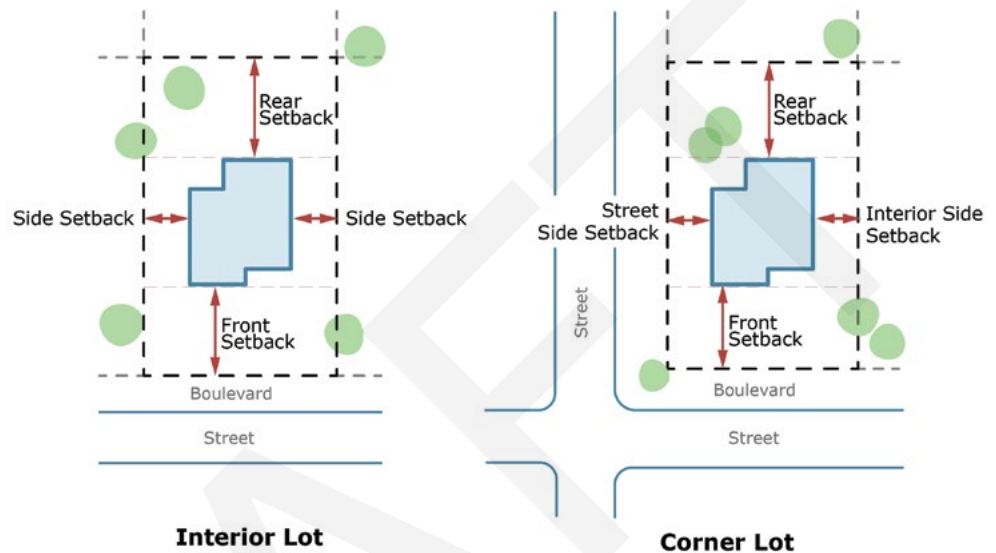 Rear
Setback
Side Setback
Side Setback
Front
Setback
Boulevard
Street
Interior Lot
Rear
Setback
Street
Side Setback
Interior Side
Setback
Street
Front
Setback
Boulevard
Street
Corner Lot